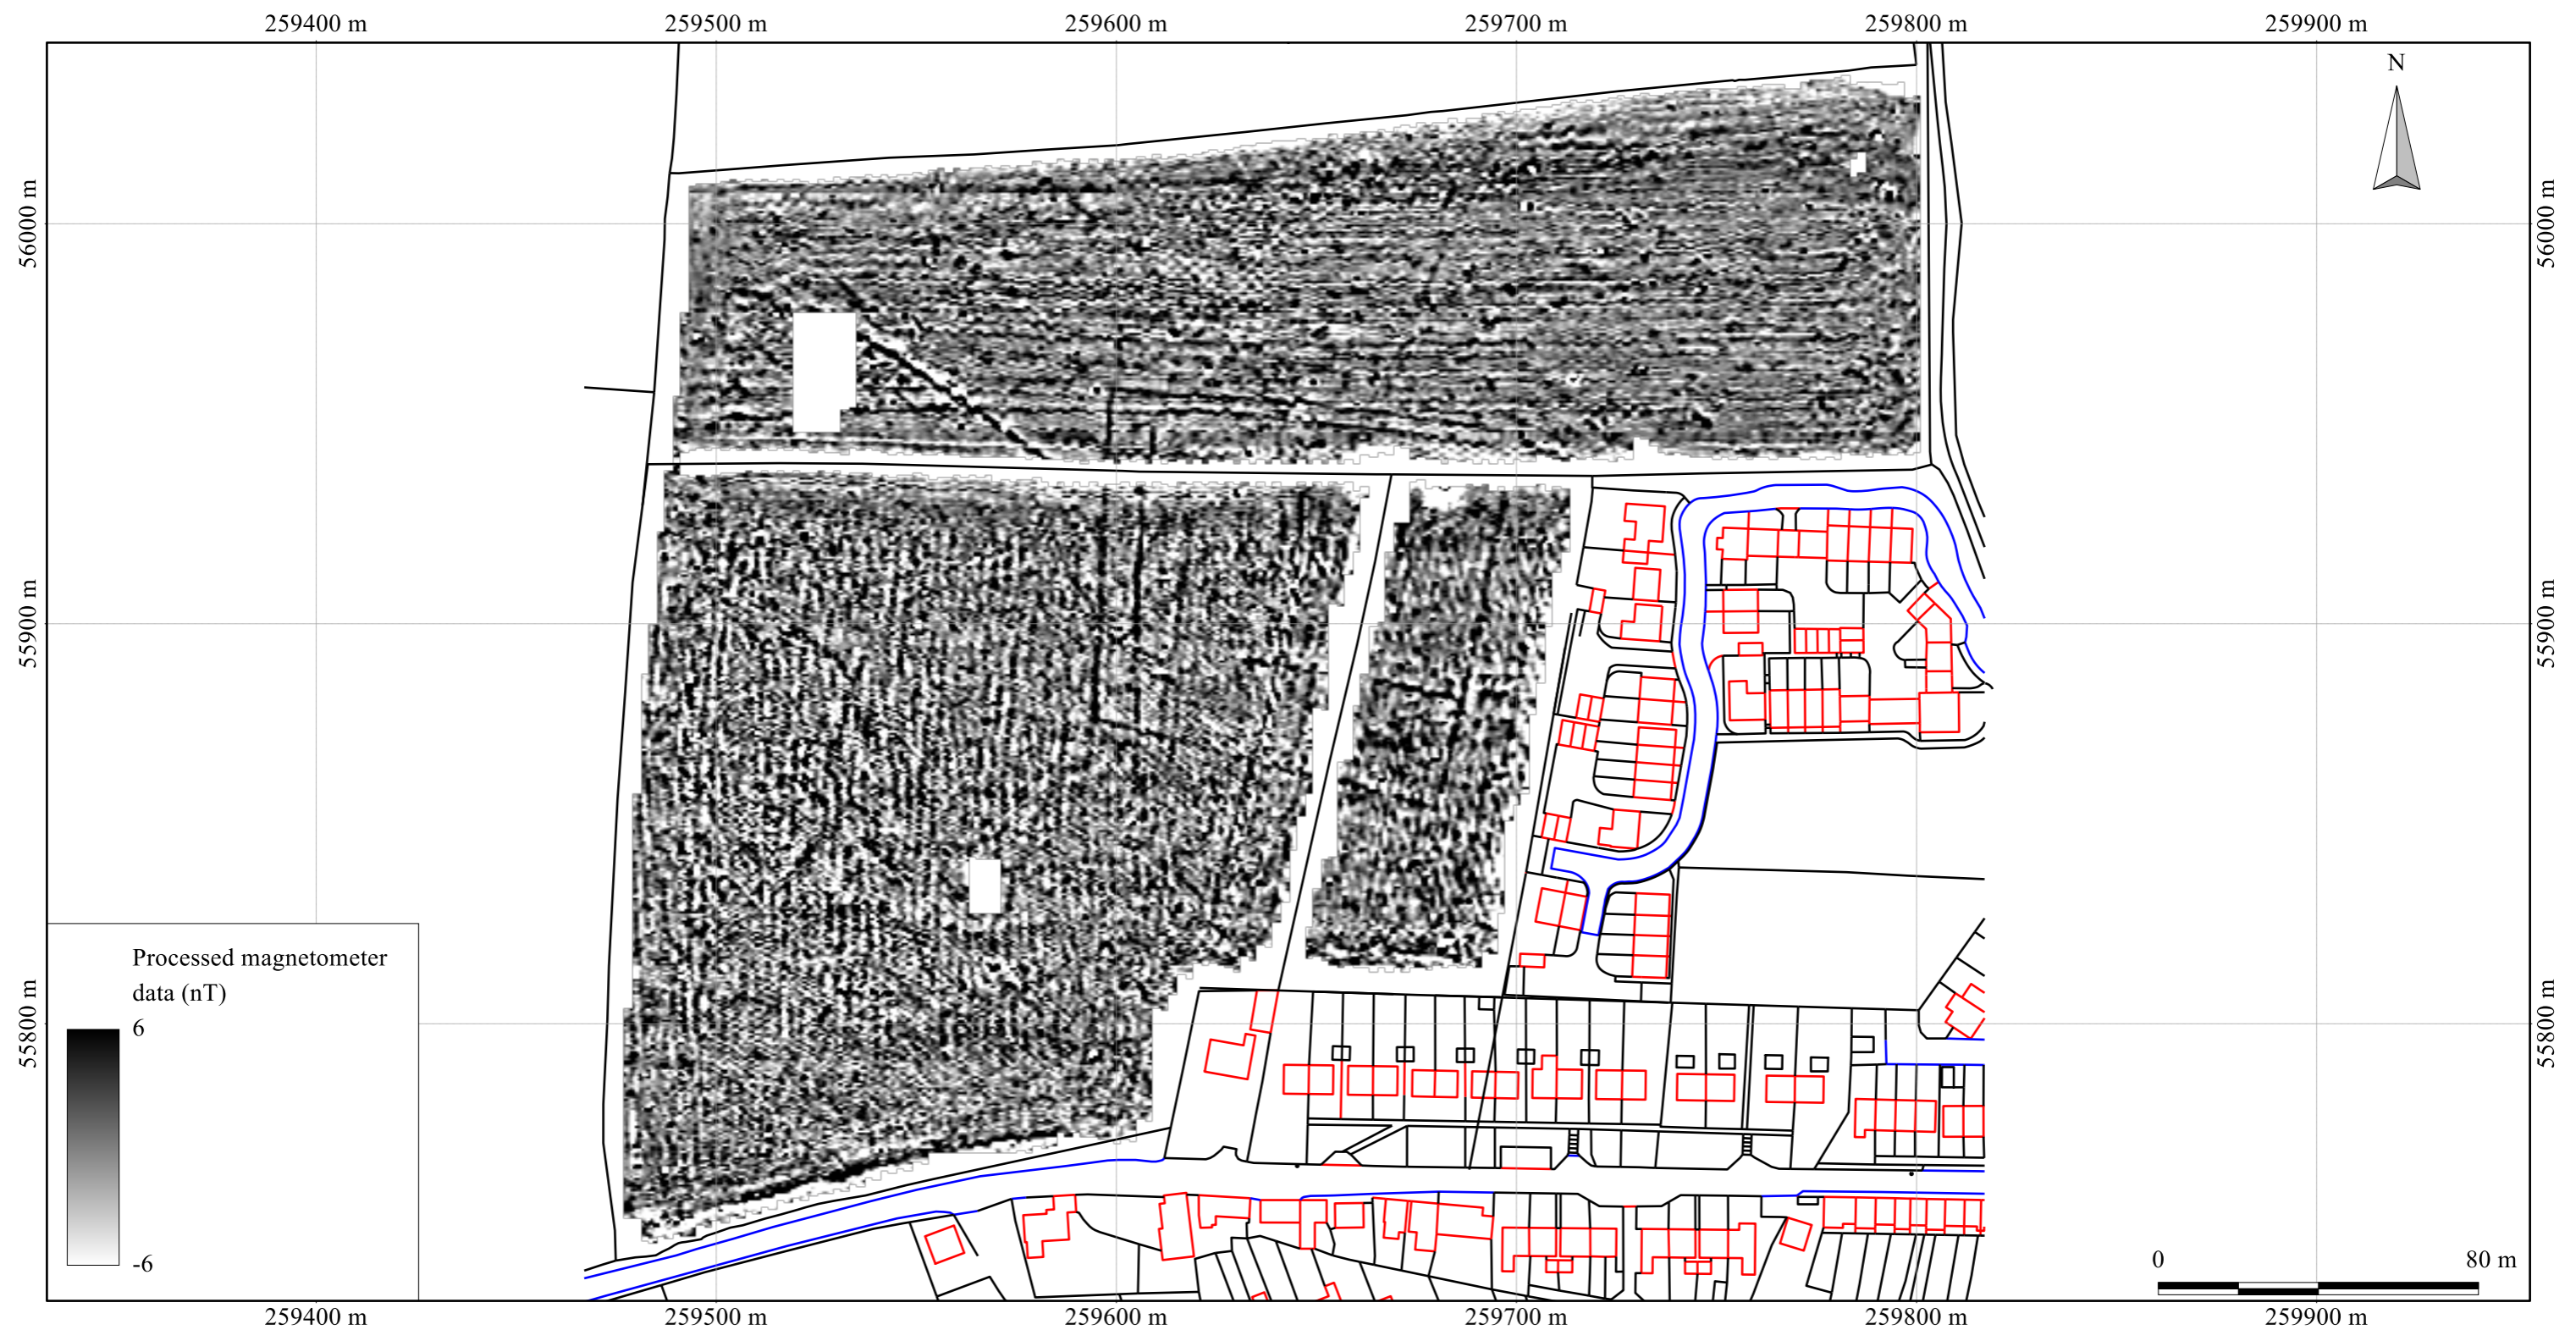 259400 m 259500 m 259600 m 259700 m 259800 m 259900 m
N
56000 m 56000 m
55900 m 55900 m
Processed magnetometer
data (nT)
6
-6
55800 m 55800 m
0 80 m
259400 m 259500 m 259600 m 259700 m 259800 m 259900 m